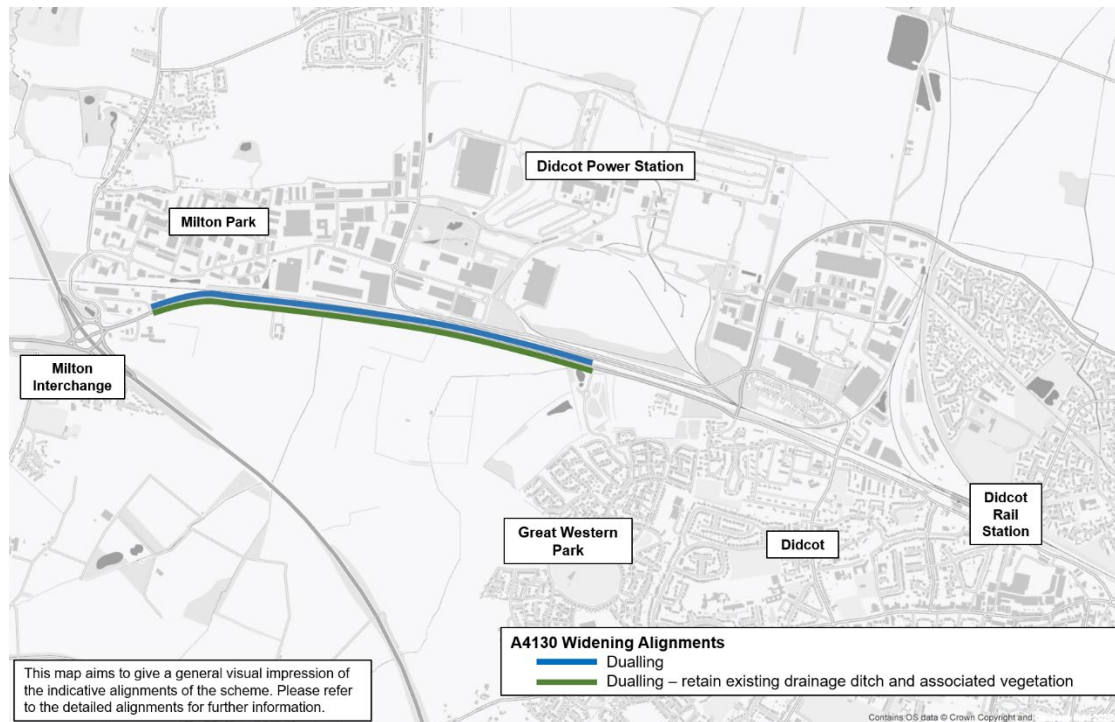 Didcot Power Station
Milton Park
Milton
Interchange
Great Western
Park
Didcot
Didcot
Rail
Station
A4130 Widening Alignments
Dualling
Dualling – retain existing drainage ditch and associated vegetation
This map aims to give a general visual impression of
the indicative alignments of the scheme. Please refer
to the detailed alignments for further information.
Contains OS data © Crown Copyright and